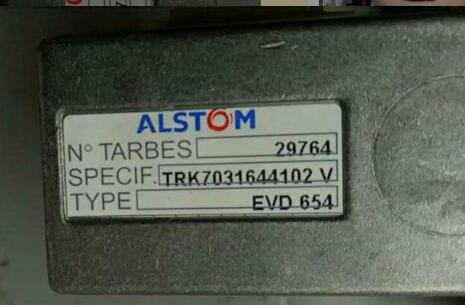 ALSTOM
N° TARBES 29764
SPECIF. TRK7031644102 V
TYPE EVD 654